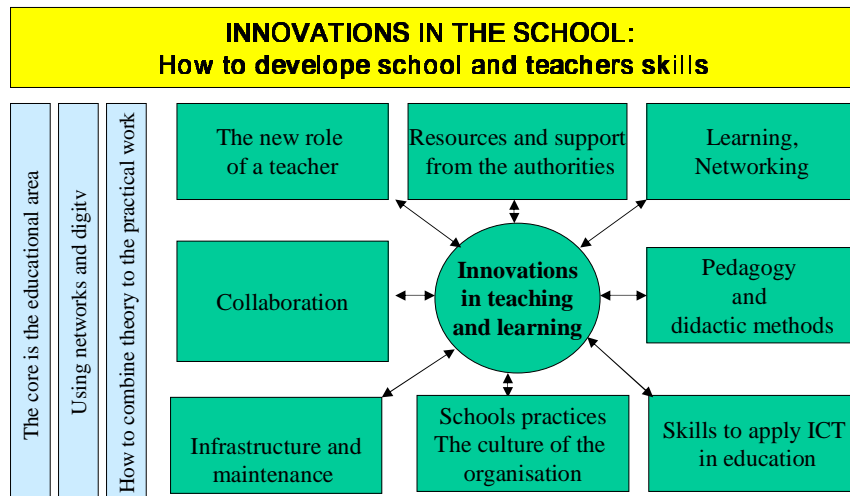 INNOVATIONS IN THE SCHOOL:
How to develope school and teachers skills
The core is the educational area
Using networks and digitv
How to combine theory to the practical work
The new role
of a teacher
Resources and support
from the authorities
Learning,
Networking
Collaboration
Innovations
in teaching
and learning
Pedagogy
and
didactic methods
Infrastructure and
maintenance
Schools practices
The culture of the
organisation
Skills to apply ICT
in education